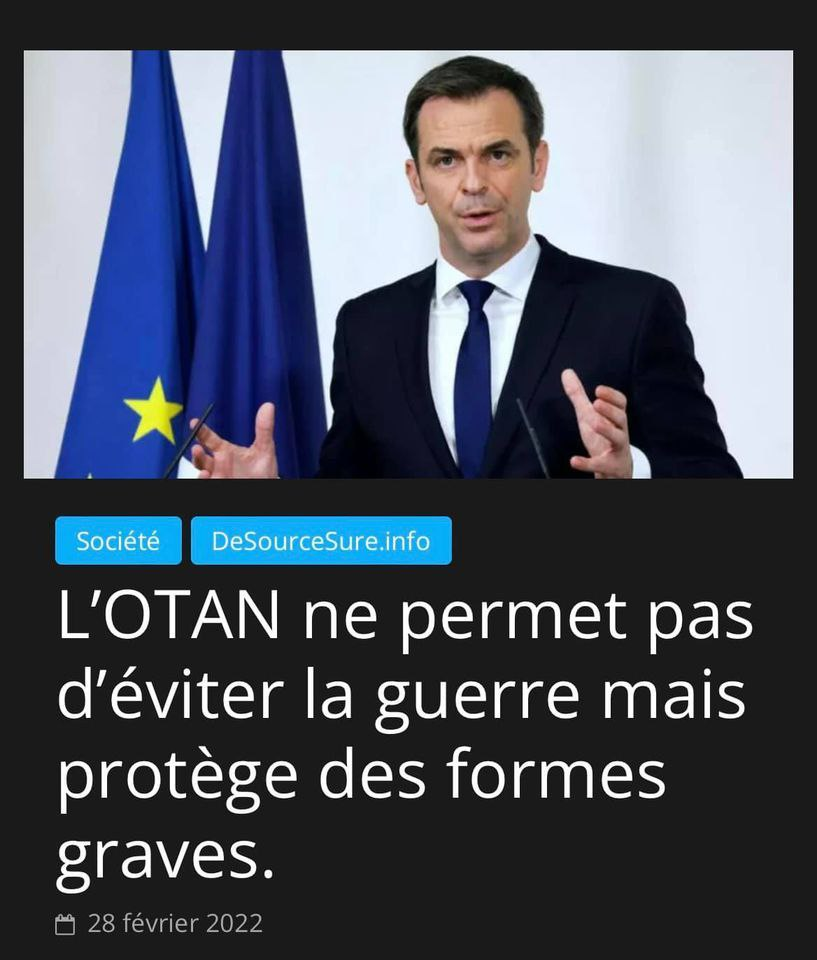 Société
DeSourceSure.info
L’OTAN ne permet pas
d’éviter la guerre mais
protège des formes
graves.
28 février 2022